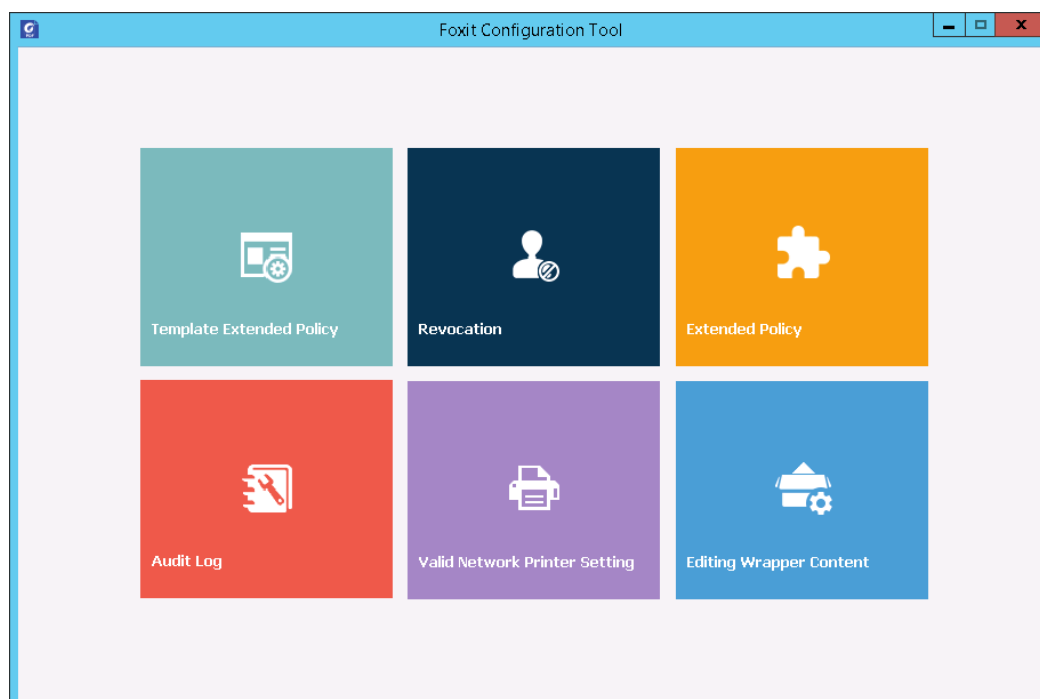 Foxit Configuration Tool
Template Extended Policy
Revocation
Extended Policy
Audit Log
Valid Network Printer Setting
Editing Wrapper Content